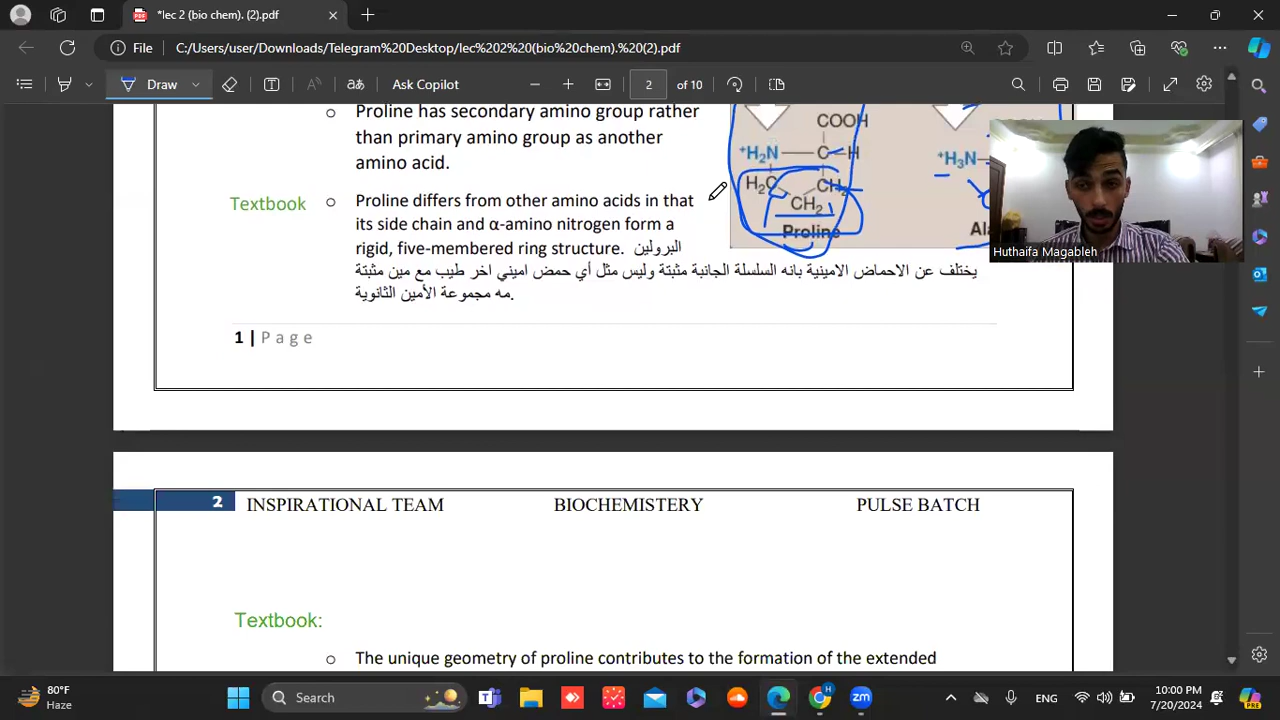 *lec 2 (bio chem). (2).pdf
File C:/Users/user/Downloads/Telegram%20Desktop/lec%202%20(bio%20chem).%20(2).pdf
Draw Ask Copilot 2 of 10
Proline has secondary amino group rather
than primary amino group as another
amino acid.
Textbook
Proline differs from other amino acids in that
its side chain and α-amino nitrogen form a
rigid, five-membered ring structure. البرولين
يختلف عن الاحماض الامينية بانه السلسلة الجانبة مثبتة وليس مثل أي حمض اميني اخر طيب مع مين مثبتة
مه مجموعة الأمين الثانوية.
COOH
+H2N C H
H2C CH2
CH2
Proline
+H3N
Ala
Huthaifa Magableh
1 | Page
2 INSPIRATIONAL TEAM BIOCHEMISTERY PULSE BATCH
Textbook:
The unique geometry of proline contributes to the formation of the extended
80°F
Haze
Search
ENG
10:00 PM
7/20/2024